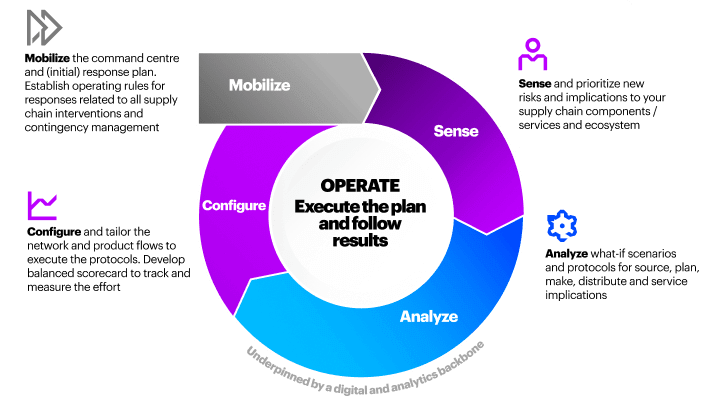 Mobilize the command centre
and (initial) response plan.
Establish operating rules for
responses related to all supply
chain interventions and
contingency management
Mobilize
Sense
Sense and prioritize new
risks and implications to your
supply chain components /
services and ecosystem
OPERATE
Execute the plan
and follow
results
Configure
Configure and tailor the
network and product flows to
execute the protocols. Develop
balanced scorecard to track and
measure the effort
Analyze what-if scenarios
and protocols for source, plan,
make, distribute and service
implications
Analyze
Underpinned by a digital and analytics backbone